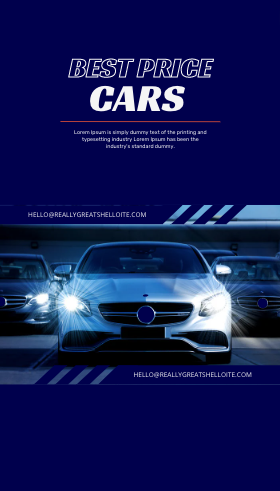 BEST PRICE
CARS
Lorem Ipsum is simply dummy text of the printing and
typesetting industry Lorem Ipsum has been the
industry's standard dummy.
HELLO@REALLYGREATSHELLOITE.COM
HELLO@REALLYGREATSHELLOITE.COM